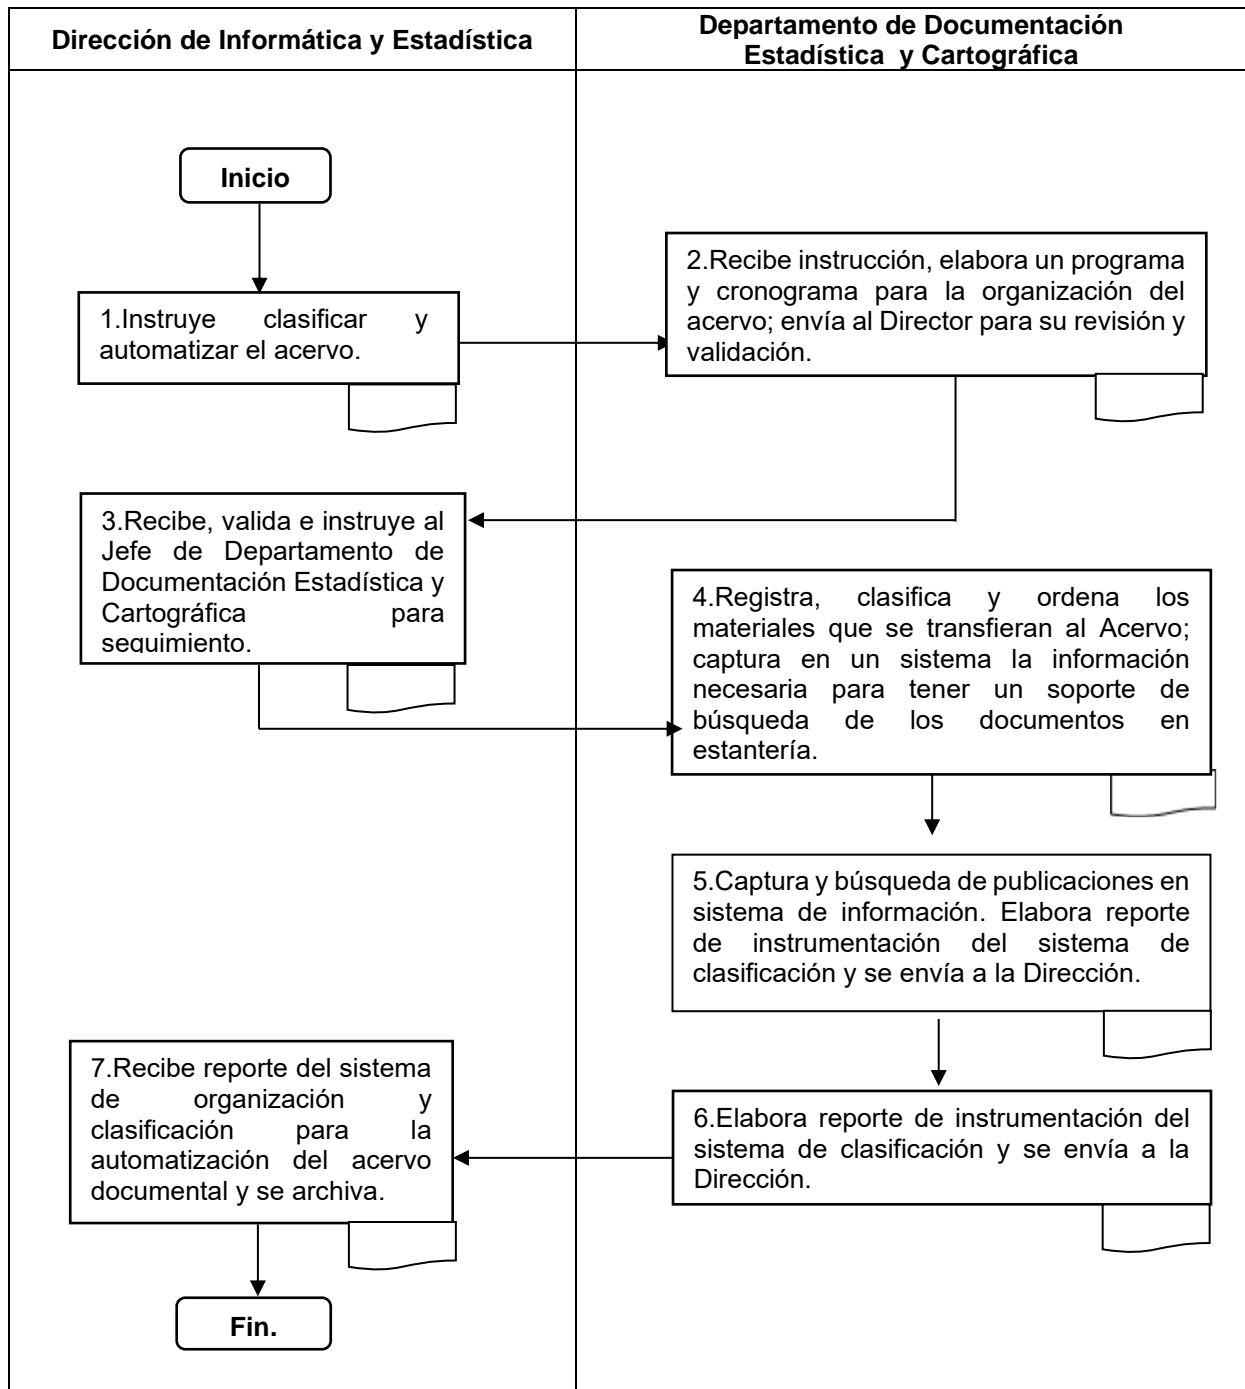 Dirección de Informática y Estadística
Departamento de Documentación
Estadística y Cartográfica
Inicio
1.Instruye clasificar y
automatizar el acervo.
2.Recibe instrucción, elabora un programa
y cronograma para la organización del
acervo; envía al Director para su revisión y
validación.
3.Recibe, valida e instruye al
Jefe de Departamento de
Documentación Estadística y
Cartográfica para
seguimiento.
4.Registra, clasifica y ordena los
materiales que se transfieran al Acervo;
captura en un sistema la información
necesaria para tener un soporte de
búsqueda de los documentos en
estantería.
5.Captura y búsqueda de publicaciones en
sistema de información. Elabora reporte
de instrumentación del sistema de
clasificación y se envía a la Dirección.
6.Elabora reporte de instrumentación del
sistema de clasificación y se envía a la
Dirección.
7.Recibe reporte del sistema
de organización y
clasificación para la
automatización del acervo
documental y se archiva.
Fin.